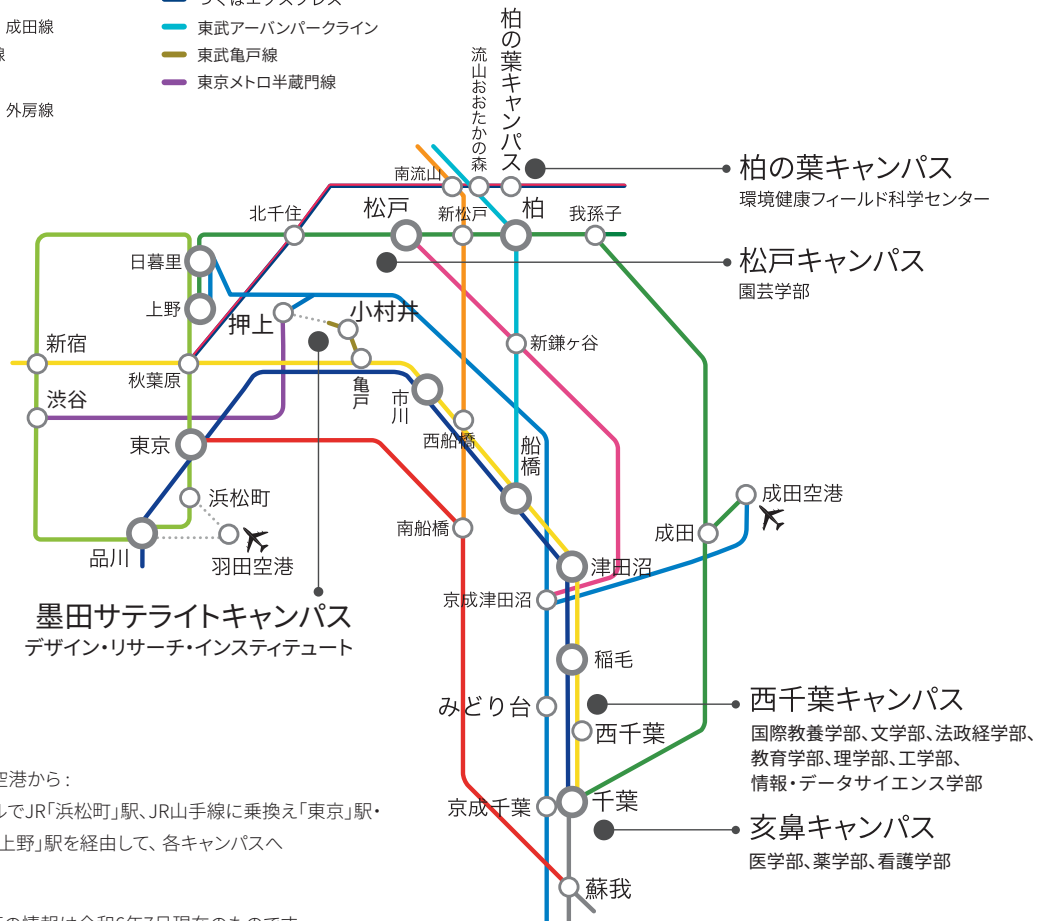 成田線
東武アーバンパークライン
線
東武亀戸線
東京メトロ半蔵門線
外房線
柏の葉キャンパス
流山おおたかの森
南流山
柏の葉キャンパス
環境健康フィールド科学センター
北千住
松戸
新松戸
柏
我孫子
日暮里
松戸キャンパス
園芸学部
上野
押上
小村井
新宿
新鎌ヶ谷
秋葉原
亀戸
市川
渋谷
東京
西船橋
船橋
浜松町
成田空港
南船橋
成田
品川
羽田空港
津田沼
京成津田沼
墨田サテライトキャンパス
デザイン・リサーチ・インスティテュート
稲毛
みどり台
西千葉
西千葉キャンパス
国際教養学部、文学部、法政経学部、
教育学部、理学部、工学部、
情報・データサイエンス学部
京成千葉
千葉
亥鼻キャンパス
医学部、薬学部、看護学部
蘇我
空港から:
ルでJR「浜松町」駅、JR山手線に乗換え「東京」駅・
上野」駅を経由して、各キャンパスへ